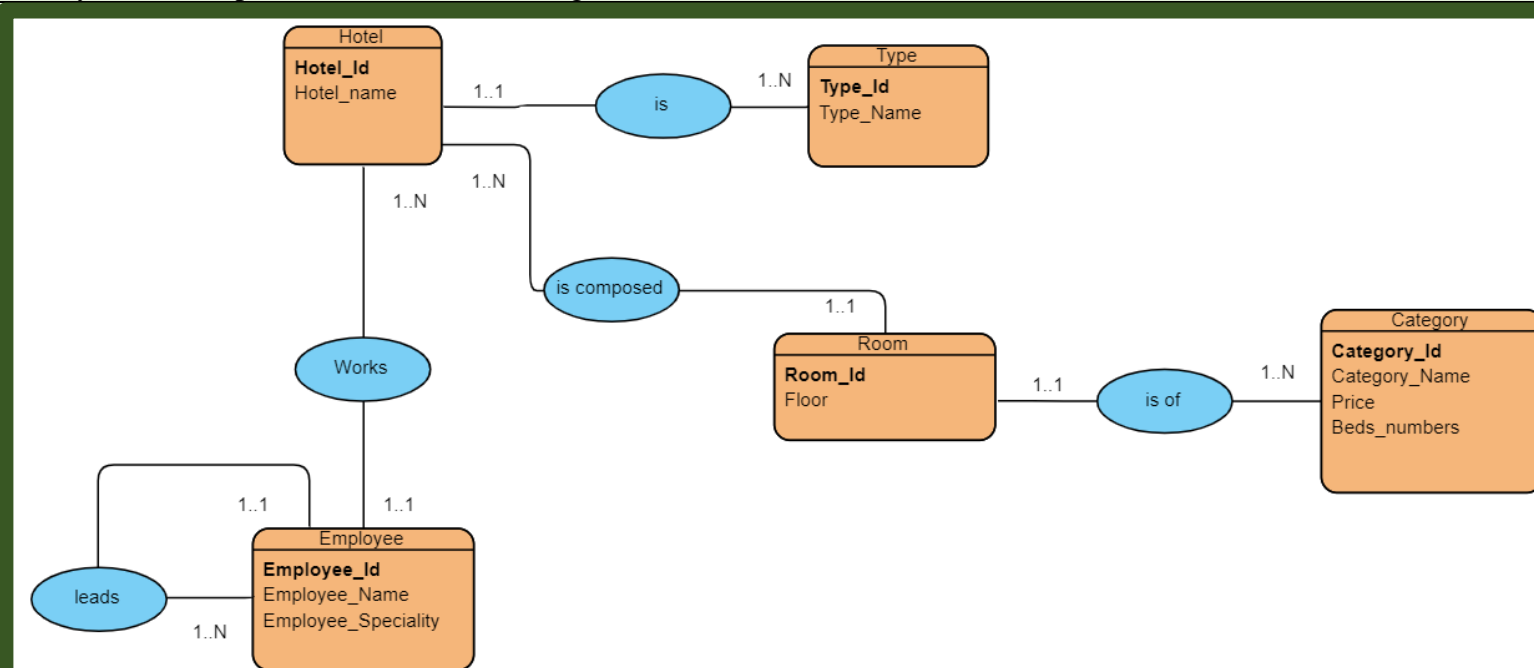 Hotel
Hotel_Id
Hotel_name
1..1
is
1..N
Type
Type_Id
Type_Name
1..N
1..N
is composed
1..1
Room
Room_Id
Floor
1..1
is of
1..N
Category
Category_Id
Category_Name
Price
Beds_numbers
Works
1..1
1..1
Employee
Employee_Id
Employee_Name
Employee_Speciality
leads
1..N